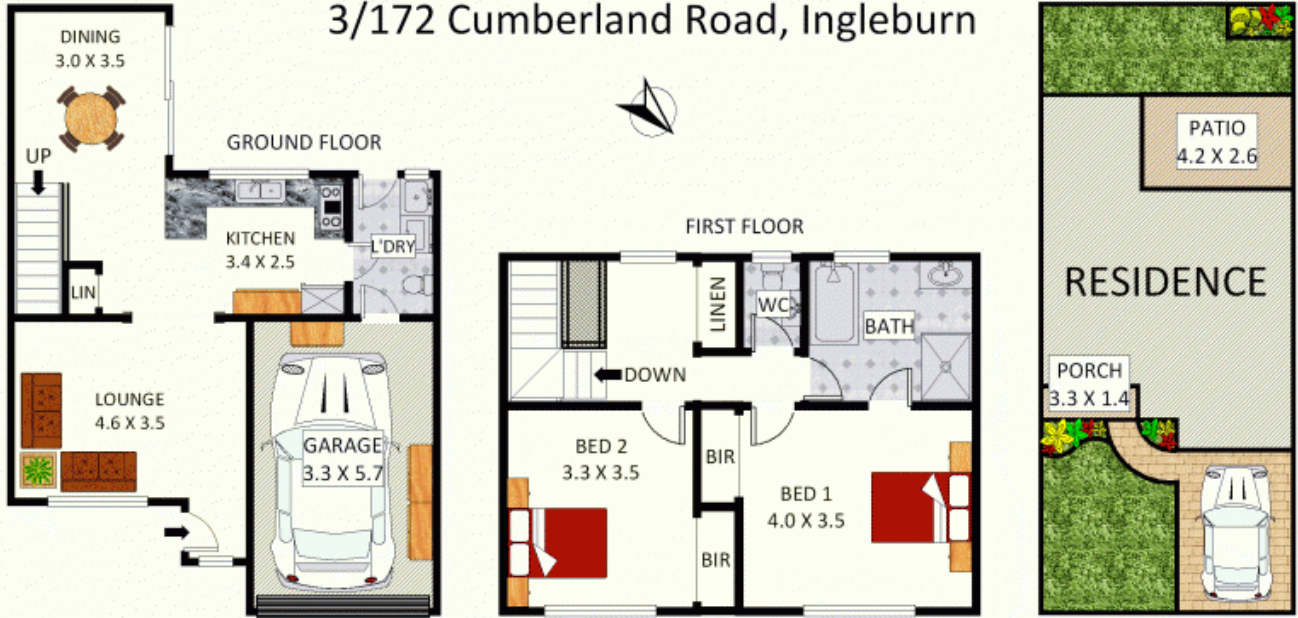 3/172 Cumberland Road, Ingleburn
DINING
3.0 X 3.5
GROUND FLOOR
UP
KITCHEN
3.4 X 2.5
L'DRY
LIN
LOUNGE
4.6 X 3.5
GARAGE
3.3 X 5.7
FIRST FLOOR
LINEN
WC
BATH
DOWN
BED 2
3.3 X 3.5
BIR
BED 1
4.0 X 3.5
BIR
PATIO
4.2 X 2.6
RESIDENCE
PORCH
3.3 X 1.4